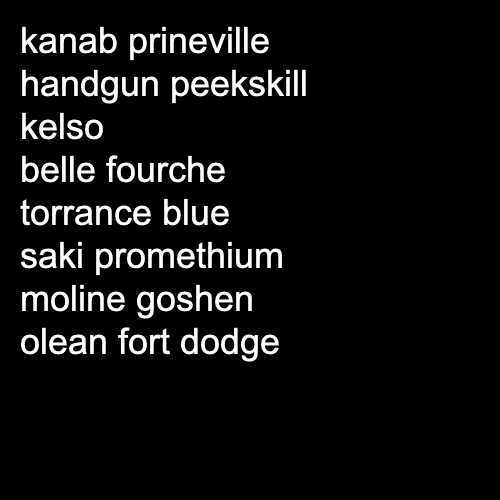 kanab prineville
handgun peekskill
kelso
belle fourche
torrance blue
saki promethium
moline goshen
olean fort dodge